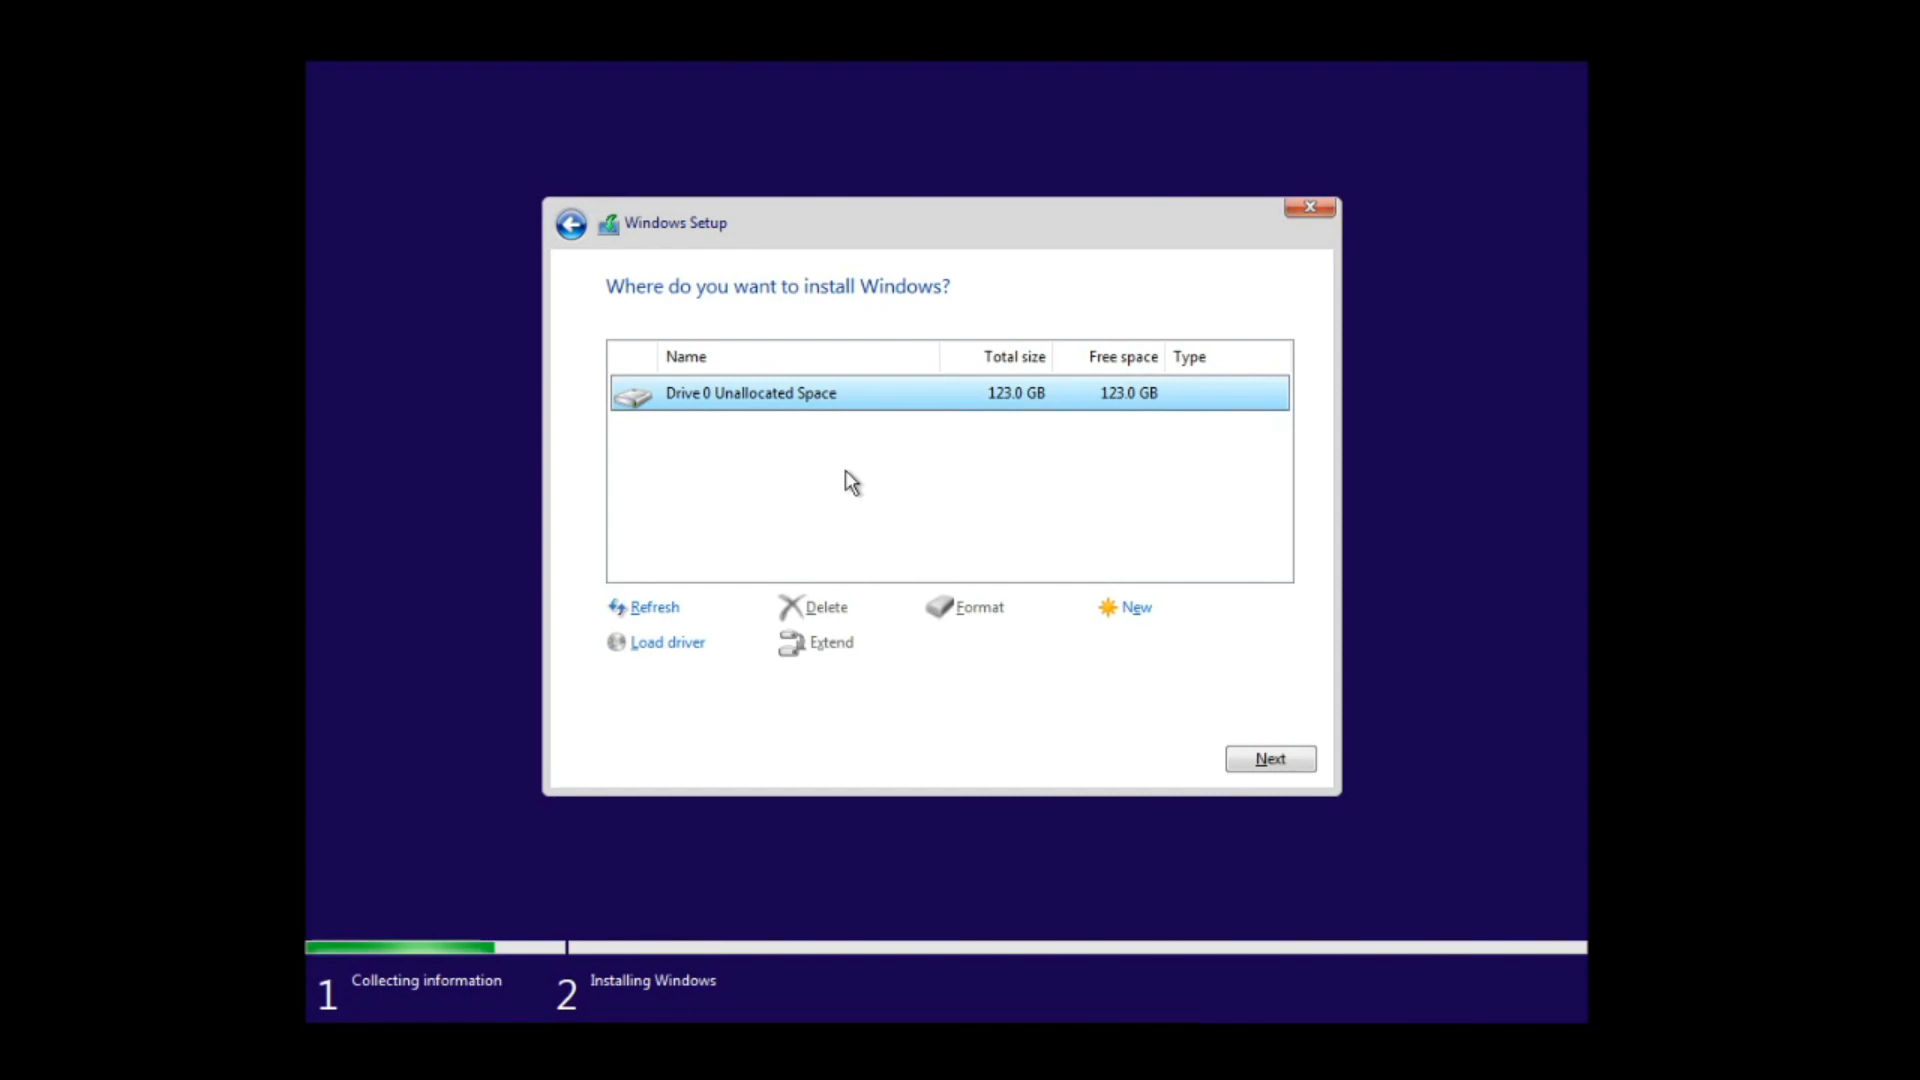 Windows Setup
Where do you want to install Windows?
Name Total size Free space Type
Drive 0 Unallocated Space 123.0 GB 123.0 GB
Refresh Delete Format New
Load driver Extend
Next
1 Collecting information 2 Installing Windows